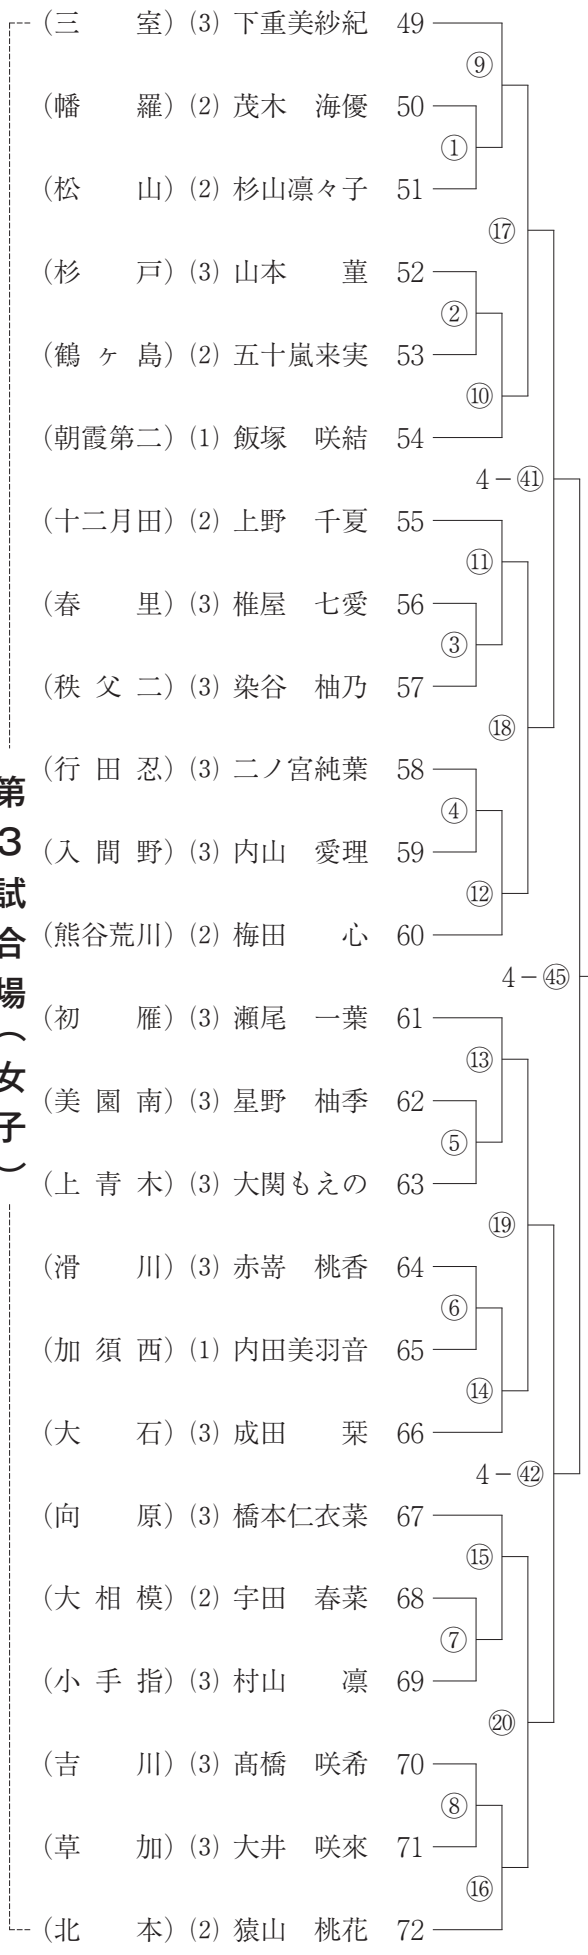 第3試合場（女子）
（三　　室）(3) 下重美紗紀 49
⑨
（幡　　羅）(2) 茂木　海優 50
①
（松　　山）(2) 杉山凛々子 51
⑰
（杉　　戸）(3) 山本　　菫 52
②
（鶴ヶ島）(2) 五十嵐来実 53
⑩
（朝霞第二）(1) 飯塚　咲結 54
4－㊶
（十二月田）(2) 上野　千夏 55
⑪
（春　　里）(3) 椎屋　七愛 56
③
（秩父二）(3) 染谷　柚乃 57
⑱
（行田忍）(3) 二ノ宮純葉 58
④
（入間野）(3) 内山　愛理 59
⑫
（熊谷荒川）(2) 梅田　　心 60
4－㊺
（初　　雁）(3) 瀬尾　一葉 61
⑬
（美園南）(3) 星野　柚季 62
⑤
（上青木）(3) 大関もえの 63
⑲
（滑　　川）(3) 赤嵜　桃香 64
⑥
（加須西）(1) 内田美羽音 65
⑭
（大　　石）(3) 成田　　栞 66
4－㊷
（向　　原）(3) 橋本仁衣菜 67
⑮
（大相模）(2) 宇田　春菜 68
⑦
（小手指）(3) 村山　　凛 69
⑳
（吉　　川）(3) 髙橋　咲希 70
⑧
（草　　加）(3) 大井　咲來 71
⑯
（北　　本）(2) 猿山　桃花 72